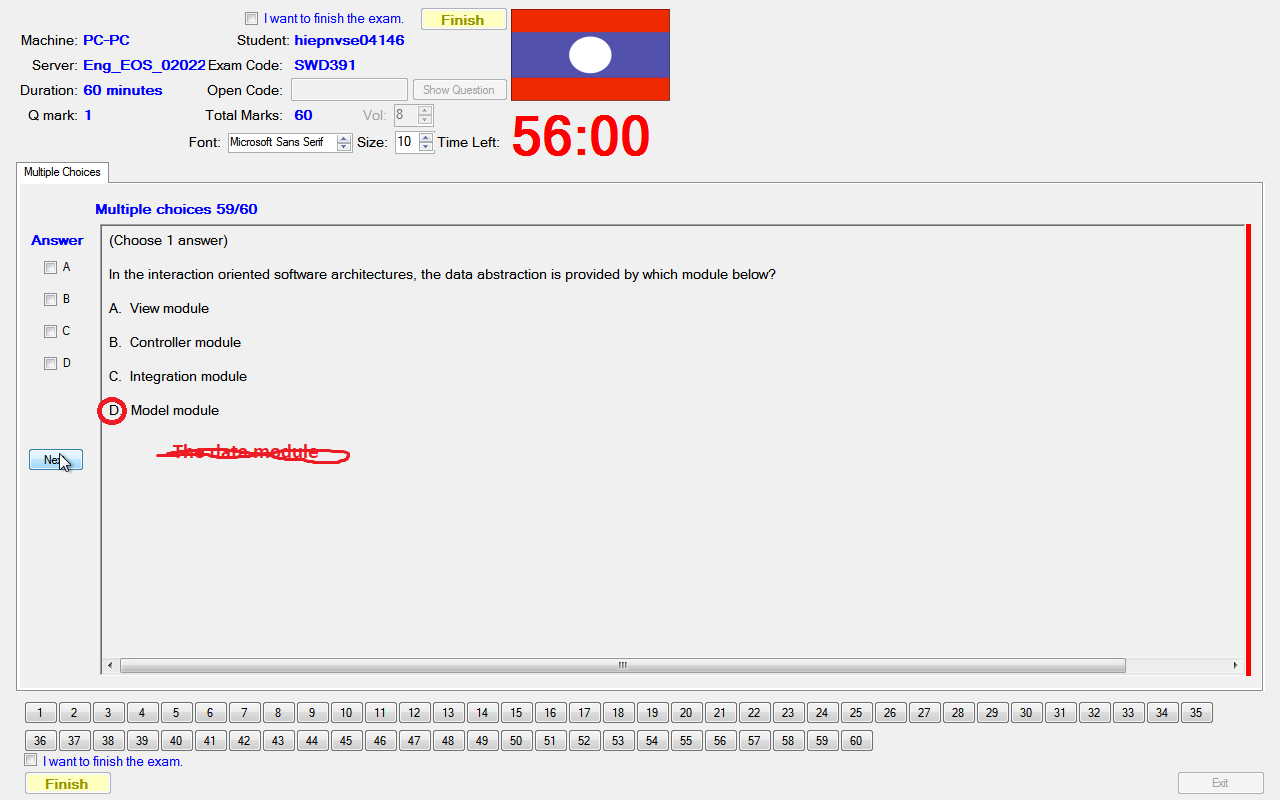 I want to finish the exam.
Finish
Machine: PC-PC
Student: hiepnvse04146
Server: Eng_EOS_02022
Exam Code: SWD391
Duration: 60 minutes
Open Code:
Show Question
Q mark: 1
Total Marks: 60
Vol: 8
Font: Microsoft Sans Serif
Size: 10
Time Left: 56:00
Multiple Choices
Multiple choices 59/60
Answer
A
B
C
D
Next
(Choose 1 answer)
In the interaction oriented software architectures, the data abstraction is provided by which module below?
A. View module
B. Controller module
C. Integration module
D. Model module
The data module
1 2 3 4 5 6 7 8 9 10 11 12 13 14 15 16 17 18 19 20 21 22 23 24 25 26 27 28 29 30 31 32 33 34 35
36 37 38 39 40 41 42 43 44 45 46 47 48 49 50 51 52 53 54 55 56 57 58 59 60
I want to finish the exam.
Finish
Exit